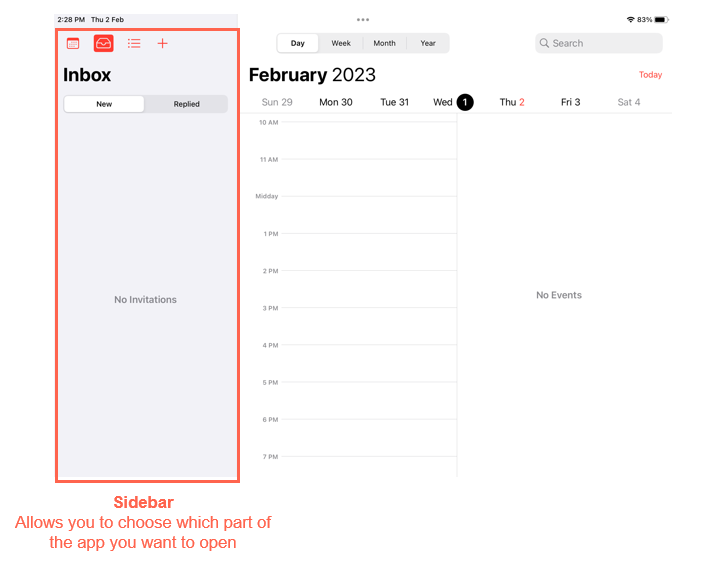 2:28 PM Thu 2 Feb
83%
Day Week Month Year
Search
Inbox
February 2023
Today
New Replied
Sun 29 Mon 30 Tue 31 Wed 1 Thu 2 Fri 3 Sat 4
10 AM
11 AM
Midday
1 PM
2 PM
No Invitations
No Events
3 PM
4 PM
5 PM
6 PM
7 PM
Sidebar
Allows you to choose which part of
the app you want to open